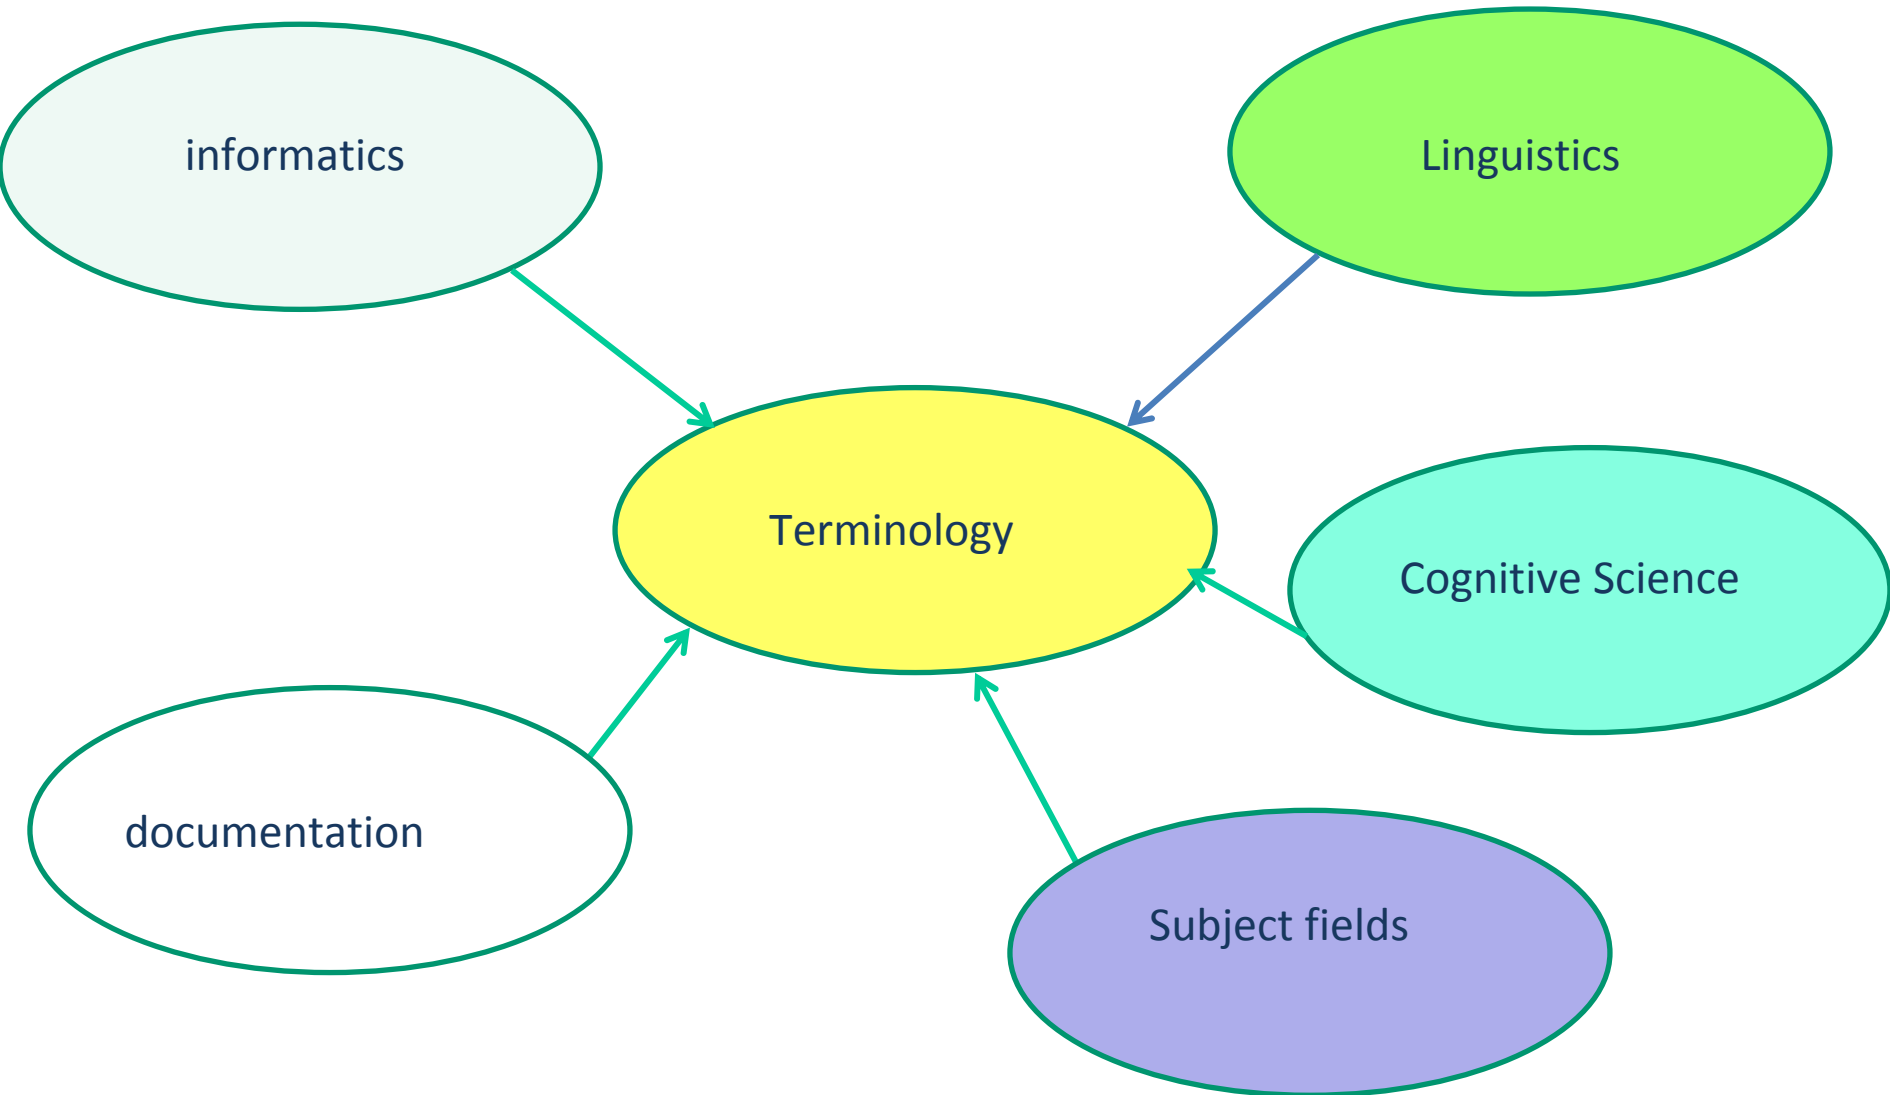 informatics
Linguistics
Terminology
Cognitive Science
documentation
Subject fields